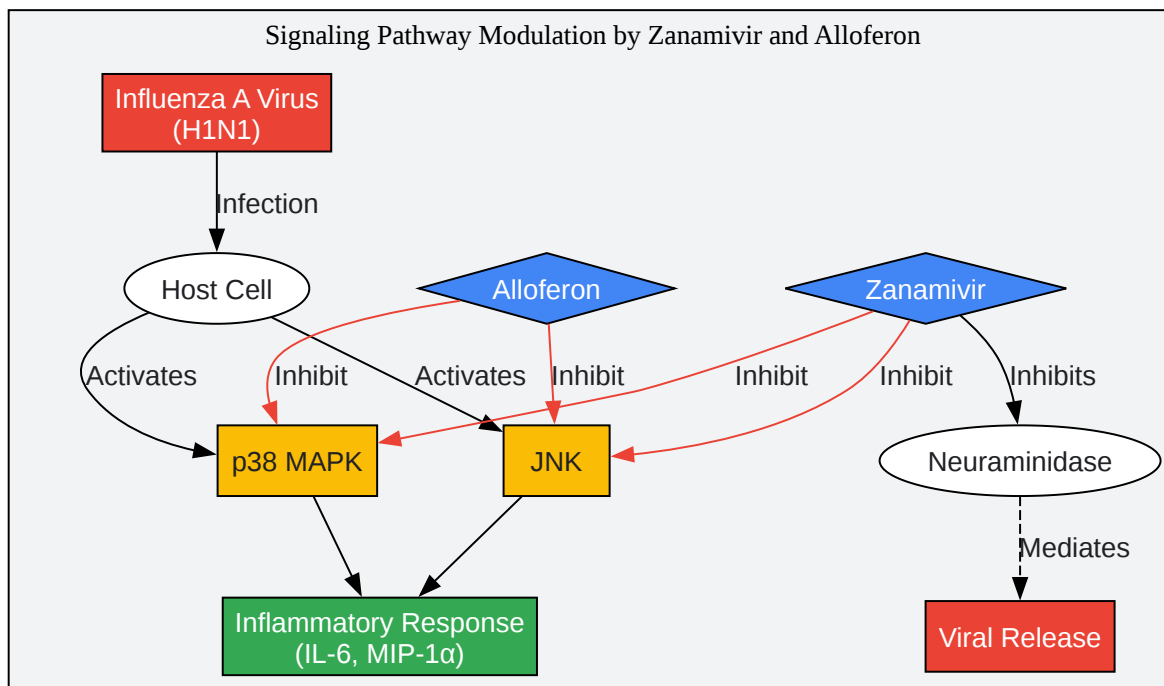 Signaling Pathway Modulation by Zanamivir and Alloferon
Influenza A Virus
(H1N1)
Infection
Host Cell
Alloferon
Zanamivir
Activates
Inhibit
Activates
Inhibit
Inhibit
Inhibit
Inhibits
p38 MAPK
JNK
Neuraminidase
Mediates
Inflammatory Response
(IL-6, MIP-1α)
Viral Release